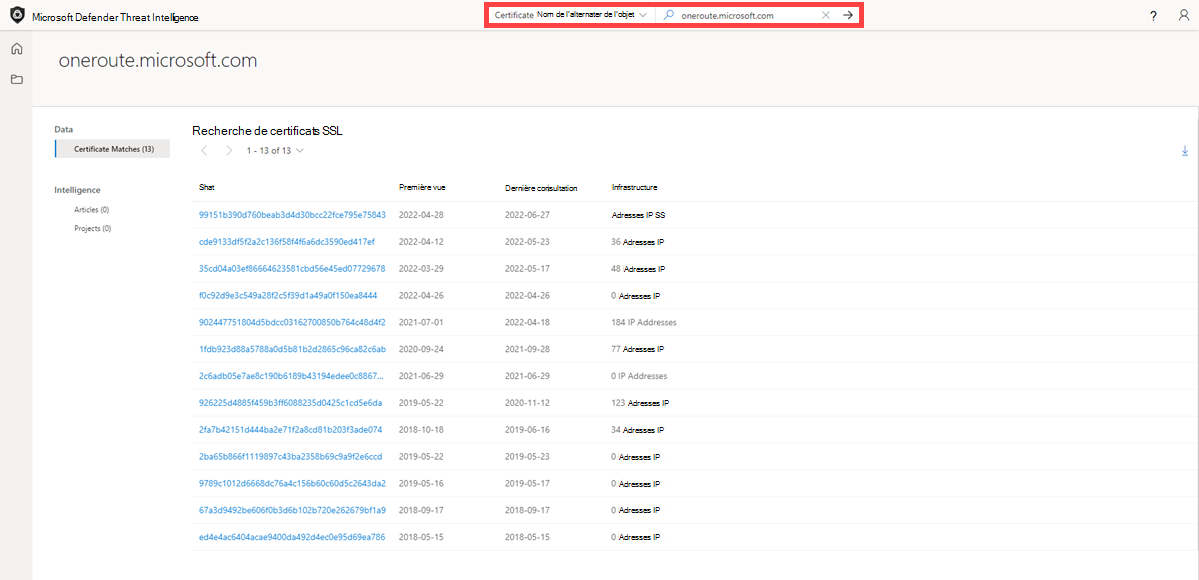 Microsoft Defender Threat Intelligence
Certificate Nom de l'alternater de l'objet
oneroute.microsoft.com
?
oneroute.microsoft.com
Data
Certificate Matches (13)
Intelligence
Articles (0)
Projects (0)
Recherche de certificats SSL
1 - 13 of 13
Shat Première vue Dernière consultation Infrastructure
99151b390d760beab3d4d30bcc22fce795e75843 2022-04-28 2022-06-27 Adresses IP SS
cde9133df5f2a2c136f58f4f6a6dc3590ed417ef 2022-04-12 2022-05-23 36 Adresses IP
35cd04a03ef86664623581cbd56e45ed07729678 2022-03-29 2022-05-17 48 Adresses IP
f0c92d9e3c549a28f2c5f39d1a49a0f150ea8444 2022-04-26 2022-04-26 0 Adresses IP
902447751804d5bdcc03162700850b764c48d4f2 2021-07-01 2022-04-18 184 IP Addresses
1fdb923d88a5788a0d5b81b2d2865c96ca82c6ab 2020-09-24 2021-09-28 77 Adresses IP
2c6adb05e7ae8c190b6189b43194edee0c8867... 2021-06-29 2021-06-29 0 IP Addresses
926225d4885f459b3ff6088235d0425c1cd5e6da 2019-05-22 2020-11-12 123 Adresses IP
2fa7b42151d444ba2e71f2a8cd81b203f3ade074 2018-10-18 2019-06-16 34 Adresses IP
2ba65b866f1119897c43ba2358b69c9a9f2e6ccd 2019-05-22 2019-05-23 0 Adresses IP
9789c1012d6668dc76a4c156b60c60d5c2643da2 2019-05-16 2019-05-17 0 Adresses IP
67a3d9492be606f0b3d6b102b720e262679bf1a9 2018-09-17 2018-09-17 0 Adresses IP
ed4e4ac6404acae9400da492d4ec0e95d69ea786 2018-05-15 2018-05-15 0 Adresses IP